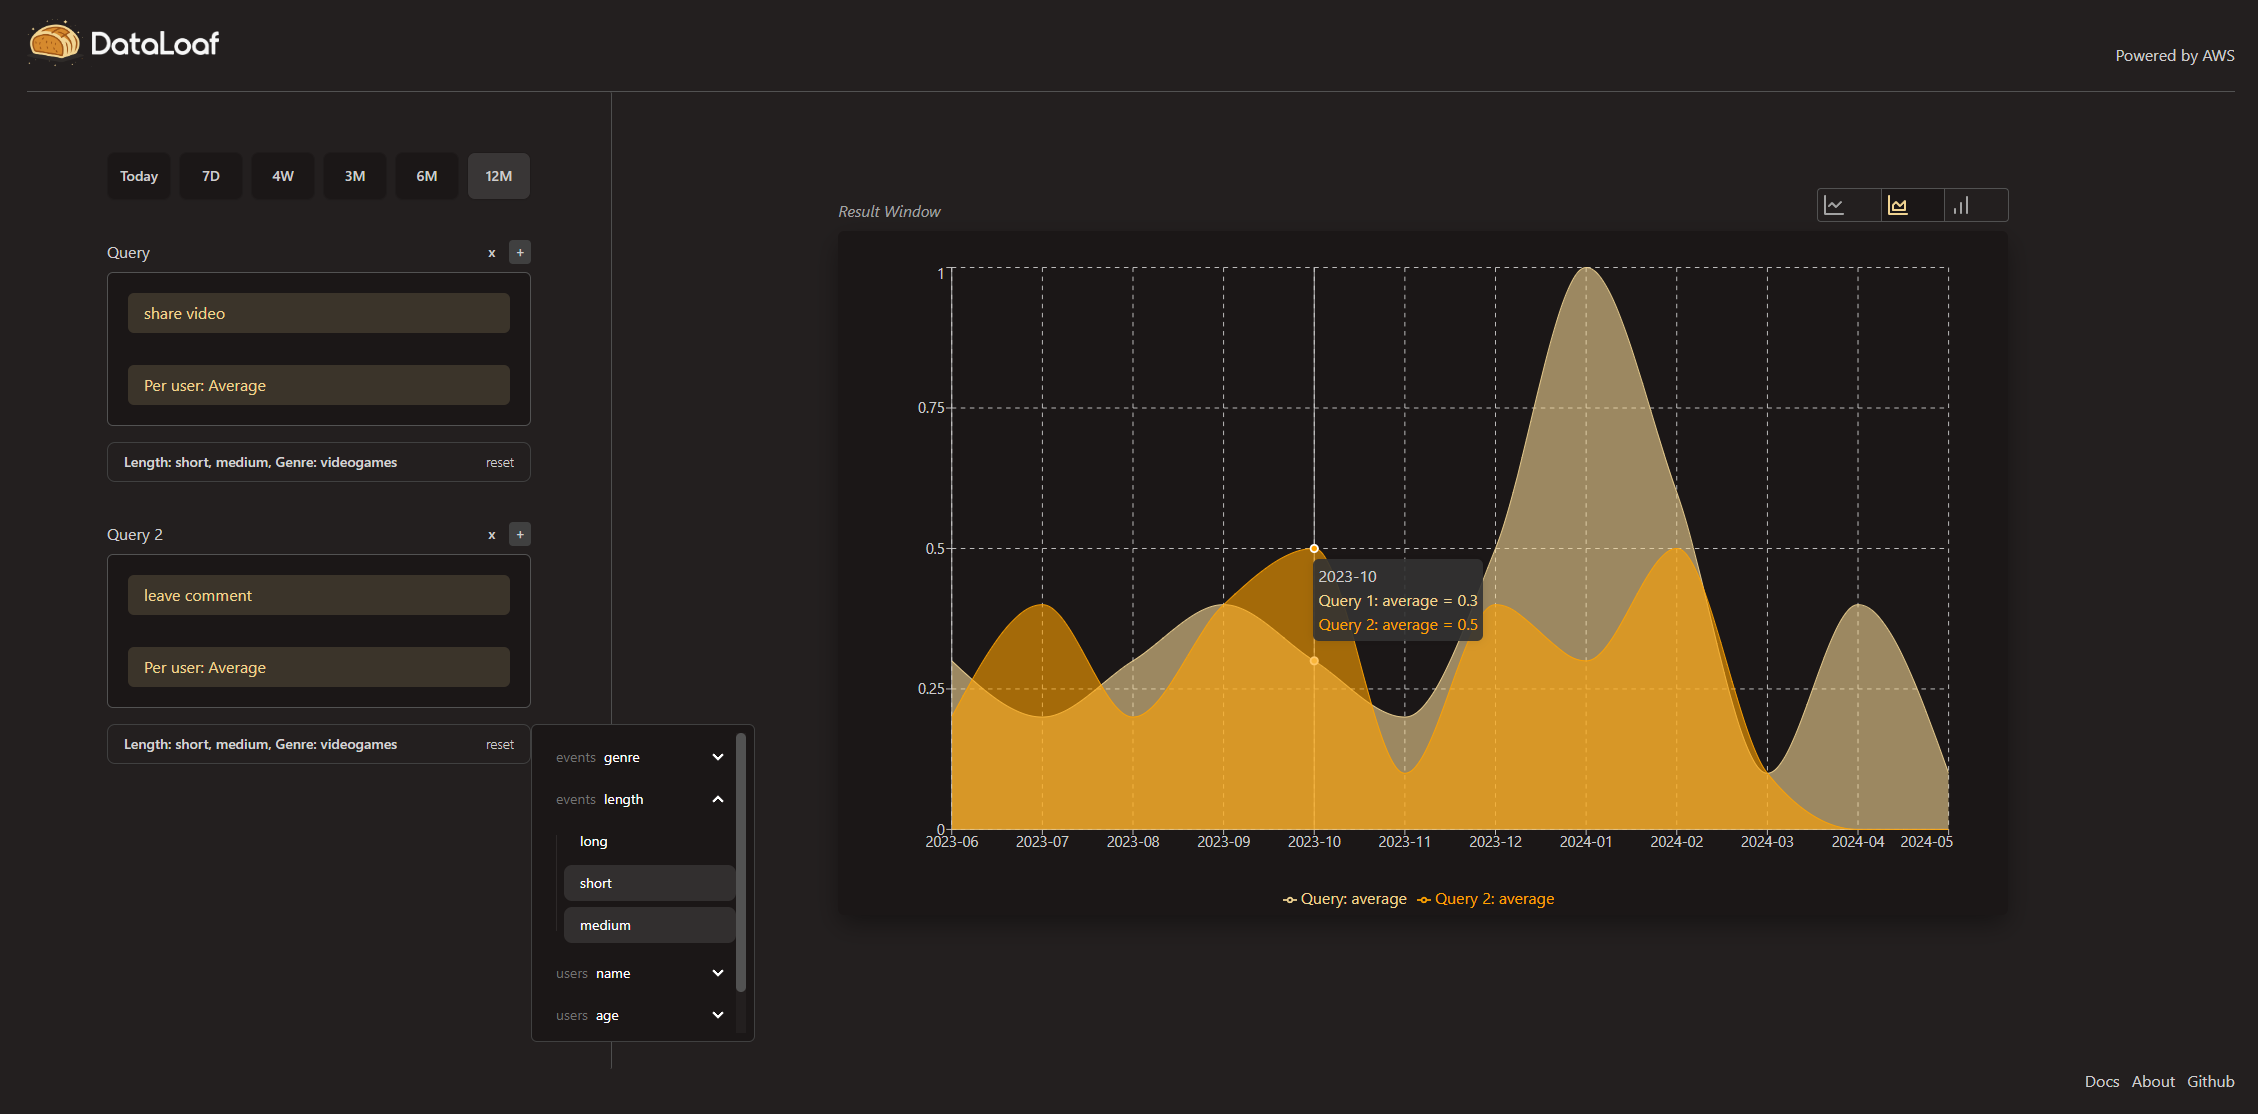 DataLoaf
Powered by AWS
Today 7D 4W 3M 6M 12M
Query x +
share video
Per user: Average
Length: short, medium, Genre: videogames reset
Query 2 x +
leave comment
Per user: Average
Length: short, medium, Genre: videogames reset
events genre
events length
long
short
medium
users name
users age
Result Window
1
0.75
0.5
0.25
0
2023-10
Query 1: average = 0.3
Query 2: average = 0.5
2023-06 2023-07 2023-08 2023-09 2023-10 2023-11 2023-12 2024-01 2024-02 2024-03 2024-04 2024-05
Query: average Query 2: average
Docs About Github